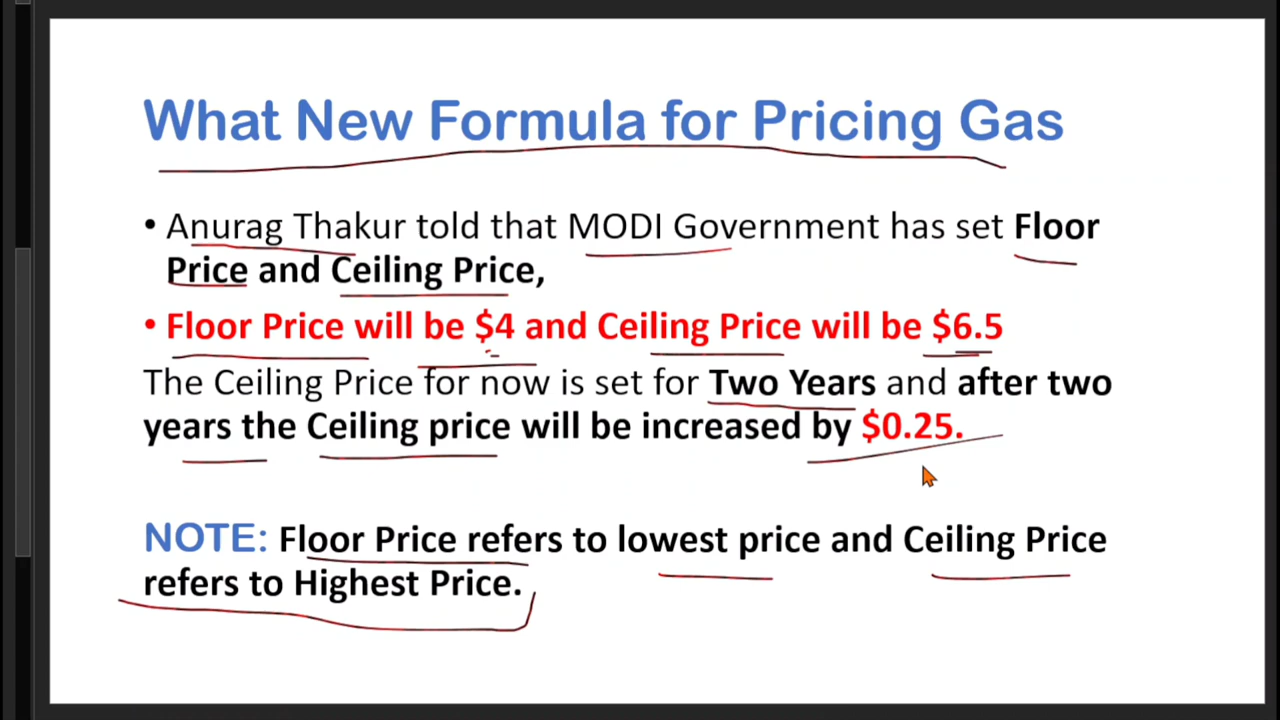 What New Formula for Pricing Gas
• Anurag Thakur told that MODI Government has set Floor
Price and Ceiling Price,
• Floor Price will be $4 and Ceiling Price will be $6.5
The Ceiling Price for now is set for Two Years and after two
years the Ceiling price will be increased by $0.25.
NOTE: Floor Price refers to lowest price and Ceiling Price
refers to Highest Price.